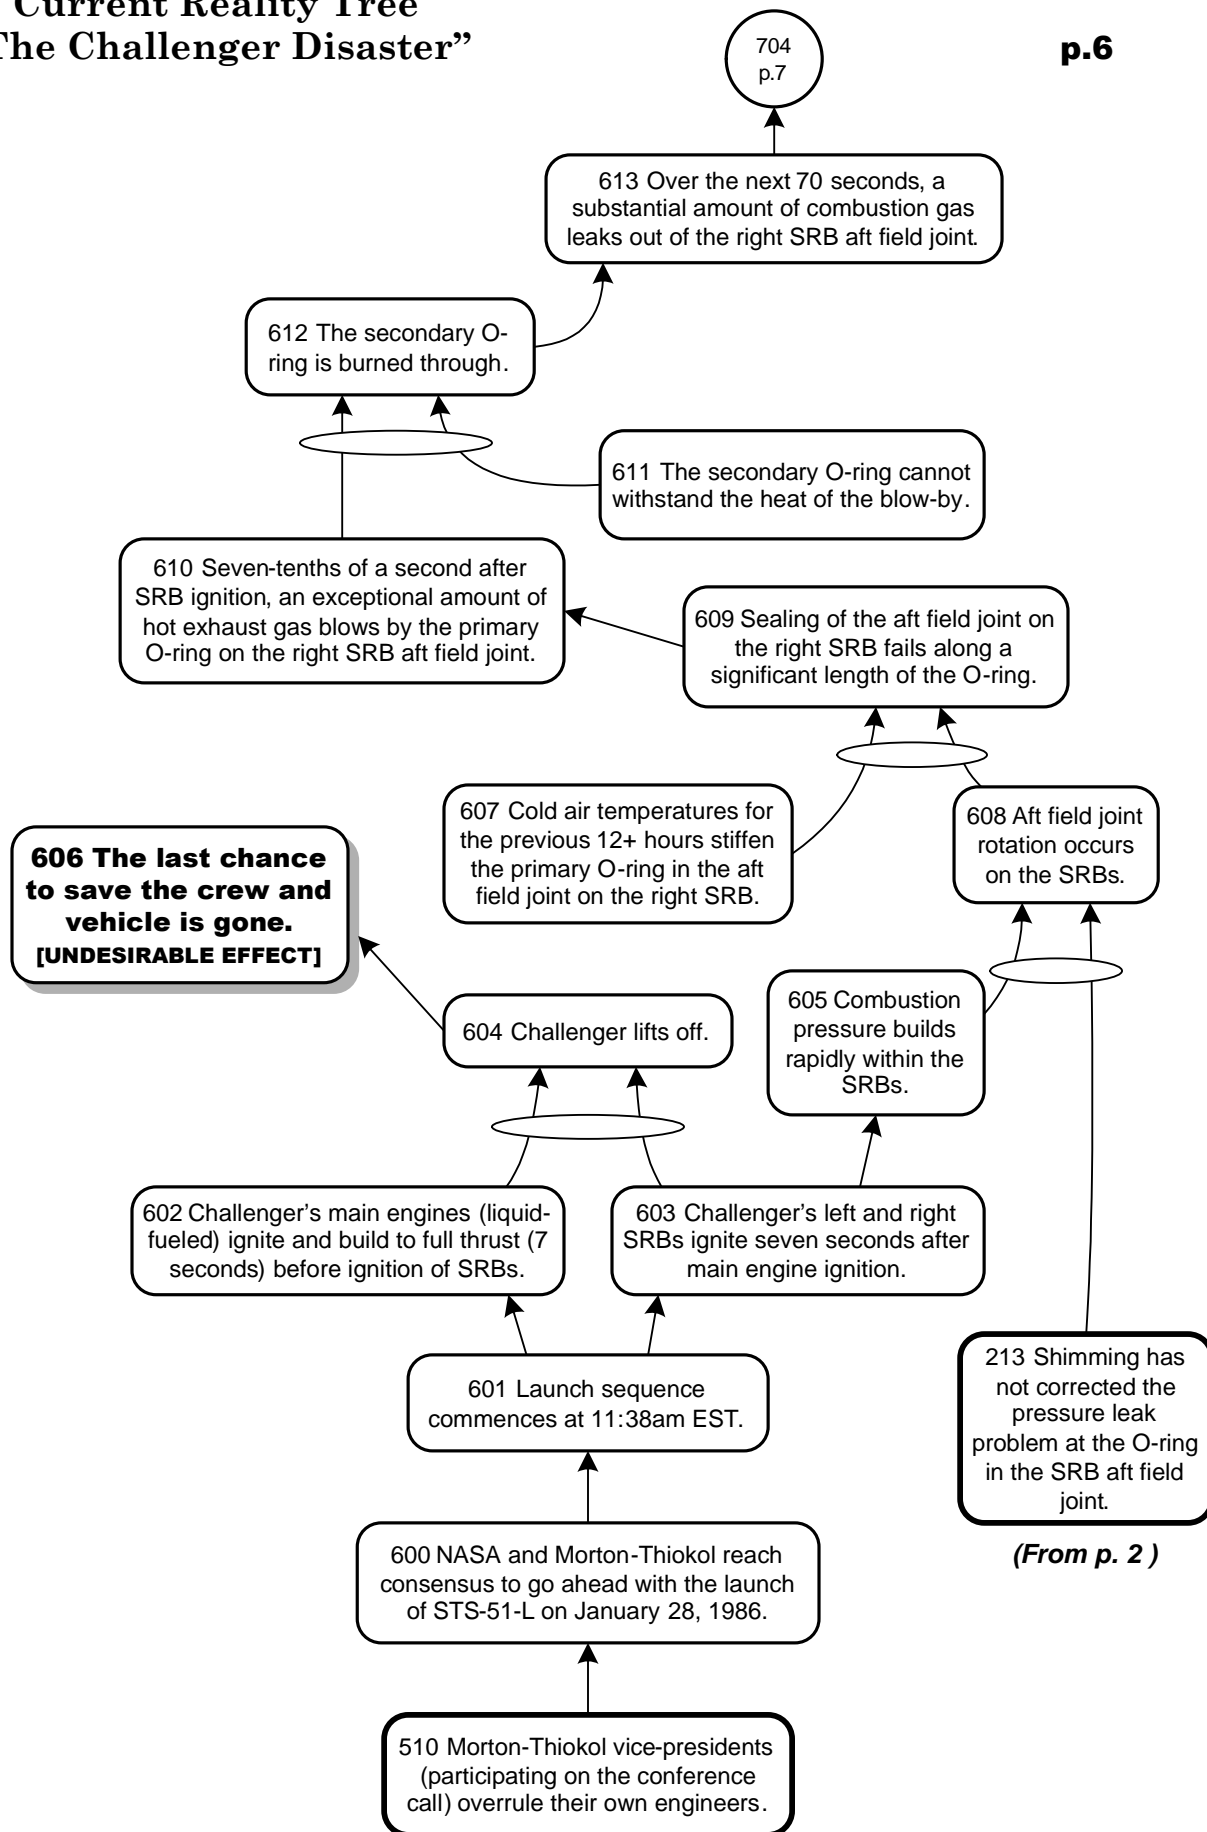 Current Reality Tree
The Challenger Disaster”
p.6
704
p.7
613 Over the next 70 seconds, a
substantial amount of combustion gas
leaks out of the right SRB aft field joint.
612 The secondary O-
ring is burned through.
611 The secondary O-ring cannot
withstand the heat of the blow-by.
610 Seven-tenths of a second after
SRB ignition, an exceptional amount of
hot exhaust gas blows by the primary
O-ring on the right SRB aft field joint.
609 Sealing of the aft field joint on
the right SRB fails along a
significant length of the O-ring.
607 Cold air temperatures for
the previous 12+ hours stiffen
the primary O-ring in the aft
field joint on the right SRB.
608 Aft field joint
rotation occurs
on the SRBs.
606 The last chance
to save the crew and
vehicle is gone.
[UNDESIRABLE EFFECT]
604 Challenger lifts off.
605 Combustion
pressure builds
rapidly within the
SRBs.
602 Challenger’s main engines (liquid-
fueled) ignite and build to full thrust (7
seconds) before ignition of SRBs.
603 Challenger’s left and right
SRBs ignite seven seconds after
main engine ignition.
601 Launch sequence
commences at 11:38am EST.
213 Shimming has
not corrected the
pressure leak
problem at the O-ring
in the SRB aft field
joint.
(From p. 2 )
600 NASA and Morton-Thiokol reach
consensus to go ahead with the launch
of STS-51-L on January 28, 1986.
510 Morton-Thiokol vice-presidents
(participating on the conference
call) overrule their own engineers.